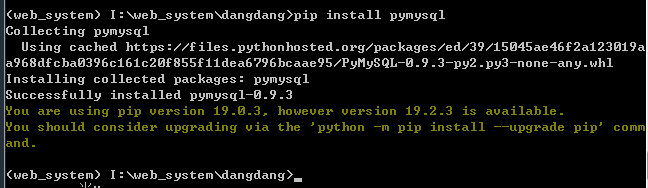 (web_system) I:\web_system\dangdang>pip install pymysql
Collecting pymysql
  Using cached https://files.pythonhosted.org/packages/ed/39/15045ae46f2a123019a
a968dfcba0396c161c20f855f11dea6796bcaae95/PyMySQL-0.9.3-py2.py3-none-any.whl
Installing collected packages: pymysql
Successfully installed pymysql-0.9.3
You are using pip version 19.0.3, however version 19.2.3 is available.
You should consider upgrading via the 'python -m pip install --upgrade pip' comm
and.
(web_system) I:\web_system\dangdang>